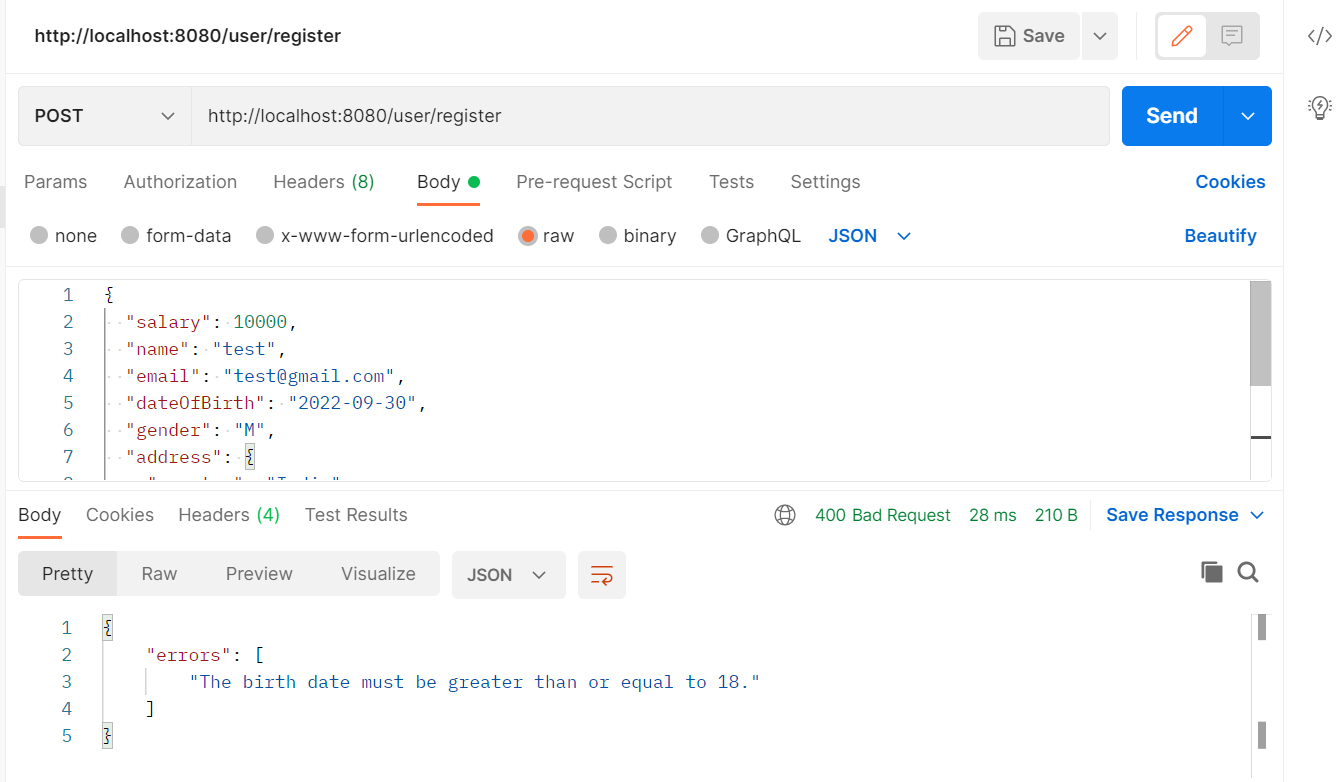 http://localhost:8080/user/register
Save
</>
POST
http://localhost:8080/user/register
Send
Params Authorization Headers (8) Body Pre-request Script Tests Settings Cookies
none form-data x-www-form-urlencoded raw binary GraphQL JSON Beautify
1 {
2 "salary": 10000,
3 "name": "test",
4 "email": "test@gmail.com",
5 "dateOfBirth": "2022-09-30",
6 "gender": "M",
7 "address": {
Body Cookies Headers (4) Test Results 400 Bad Request 28 ms 210 B Save Response
Pretty Raw Preview Visualize JSON
1 {
2 "errors": [
3 "The birth date must be greater than or equal to 18."
4 ]
5 }